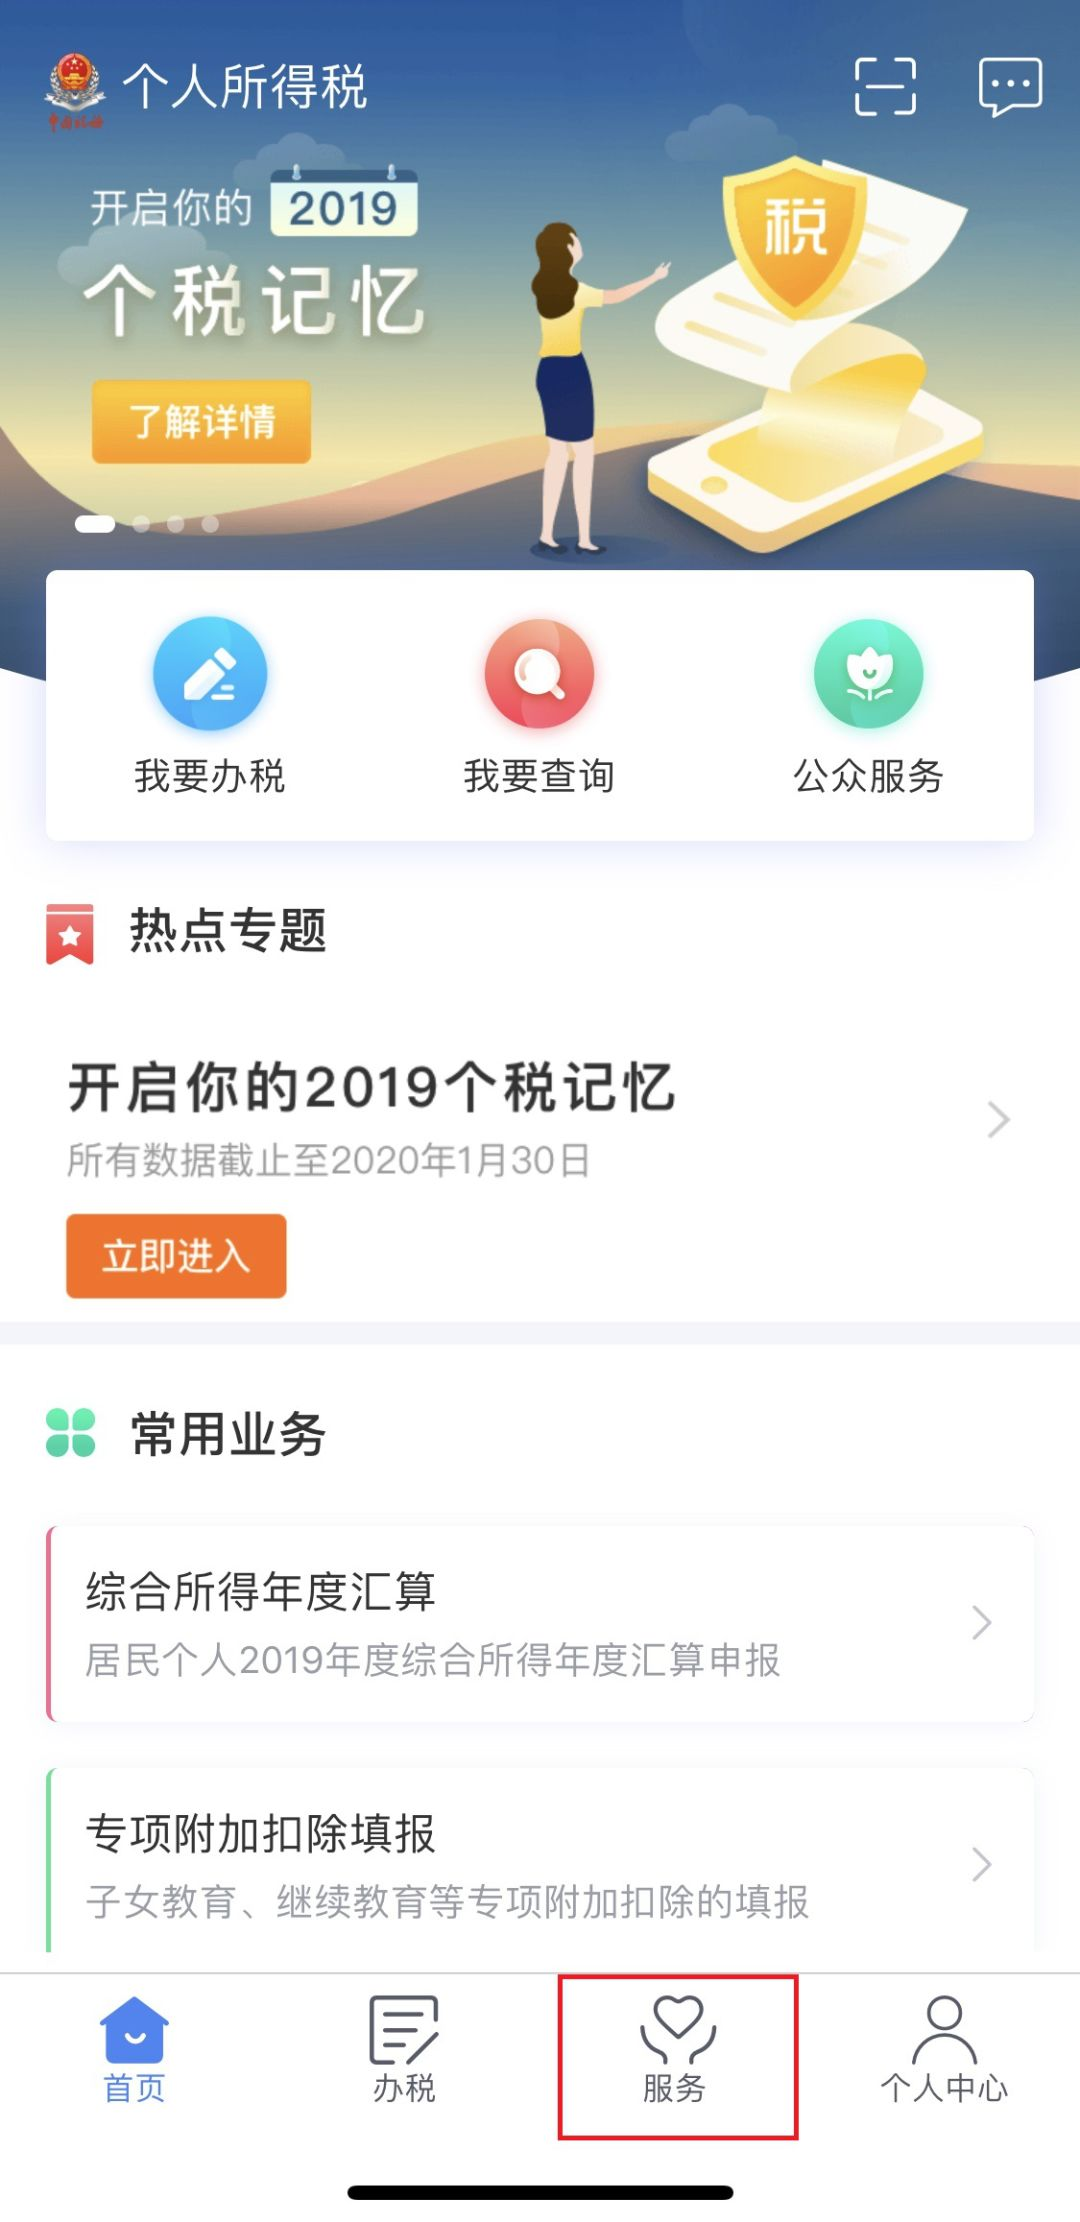 个人所得税
中国税务
开启你的 2019
税
个税记忆
了解详情
我要办税 我要查询 公众服务
热点专题
开启你的2019个税记忆
所有数据截止至2020年1月30日
立即进入
常用业务
综合所得年度汇算
居民个人2019年度综合所得年度汇算申报
专项附加扣除填报
子女教育、继续教育等专项附加扣除的填报
首页 办税 服务 个人中心